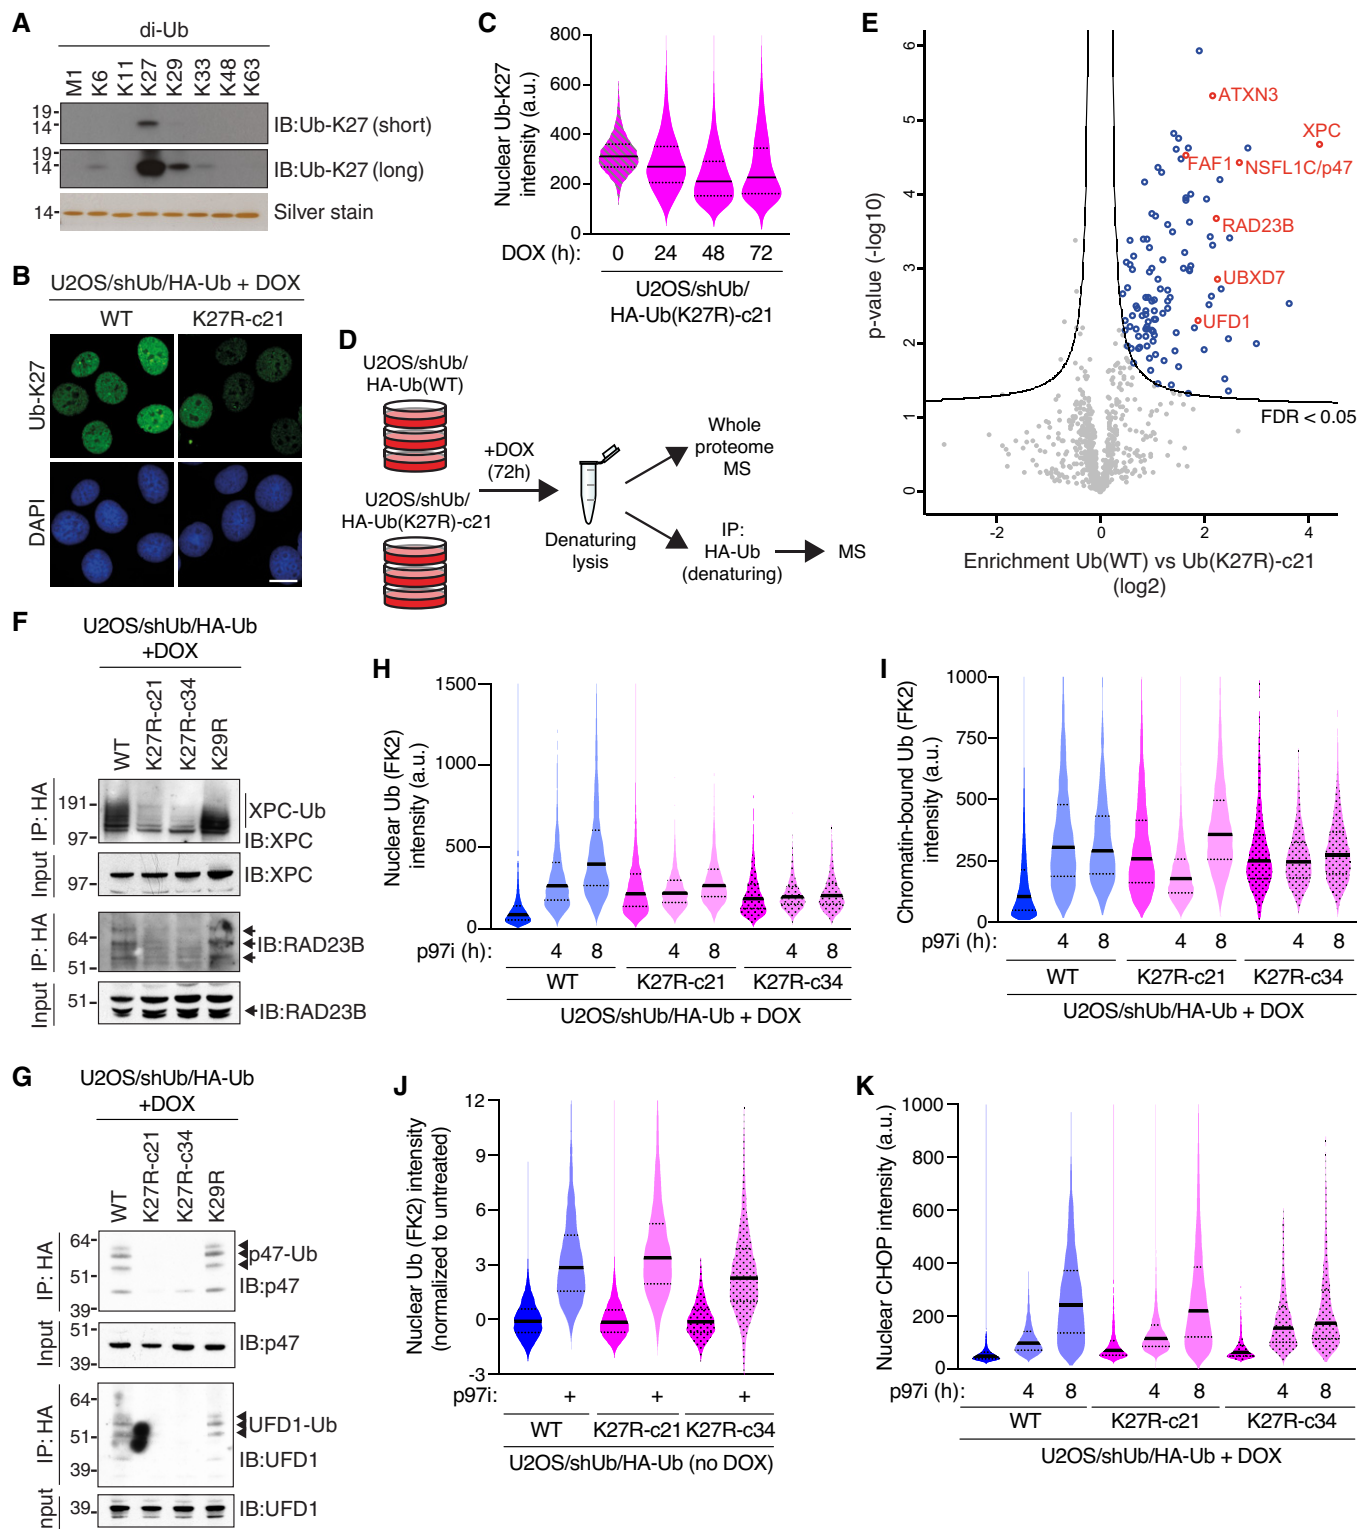 A
di-Ub
M1 K6 K11 K27 K29 K33 K48 K63
19
14
IB:Ub-K27 (short)
19
14
IB:Ub-K27 (long)
14
Silver stain
B
U2OS/shUb/HA-Ub + DOX
WT K27R-c21
Ub-K27
DAPI
C
Nuclear Ub-K27
intensity (a.u.)
800
600
400
200
0
DOX (h): 0 24 48 72
U2OS/shUb/
HA-Ub(K27R)-c21
D
U2OS/shUb/
HA-Ub(WT)
U2OS/shUb/
HA-Ub(K27R)-c21
+DOX
(72h)
Denaturing
lysis
Whole
proteome
MS
IP:
HA-Ub
(denaturing)
MS
E
p-value (-log10)
6
5
4
3
2
1
0
ATXN3
XPC
FAF1
NSFL1C/p47
RAD23B
UBXD7
UFD1
FDR < 0.05
-2 0 2 4
Enrichment Ub(WT) vs Ub(K27R)-c21
(log2)
F
U2OS/shUb/HA-Ub
+DOX
WT K27R-c21 K27R-c34 K29R
IP: HA
191
97
XPC-Ub
IB:XPC
Input
97
IB:XPC
IP: HA
64
51
IB:RAD23B
Input
51
IB:RAD23B
G
U2OS/shUb/HA-Ub
+DOX
WT K27R-c21 K27R-c34 K29R
IP: HA
64
51
39
p47-Ub
IB:p47
Input
51
39
IB:p47
IP: HA
64
51
39
UFD1-Ub
IB:UFD1
nput
39
IB:UFD1
H
Nuclear Ub (FK2)
intensity (a.u.)
1500
1000
500
0
p97i (h): 4 8 4 8 4 8
WT K27R-c21 K27R-c34
U2OS/shUb/HA-Ub + DOX
I
Chromatin-bound Ub (FK2)
intensity (a.u.)
1000
750
500
250
0
p97i (h): 4 8 4 8 4 8
WT K27R-c21 K27R-c34
U2OS/shUb/HA-Ub + DOX
J
Nuclear Ub (FK2) intensity
(normalized to untreated)
12
9
6
3
0
-3
p97i: + + +
WT K27R-c21 K27R-c34
U2OS/shUb/HA-Ub (no DOX)
K
Nuclear CHOP intensity (a.u.)
1000
800
600
400
200
0
p97i (h): 4 8 4 8 4 8
WT K27R-c21 K27R-c34
U2OS/shUb/HA-Ub + DOX